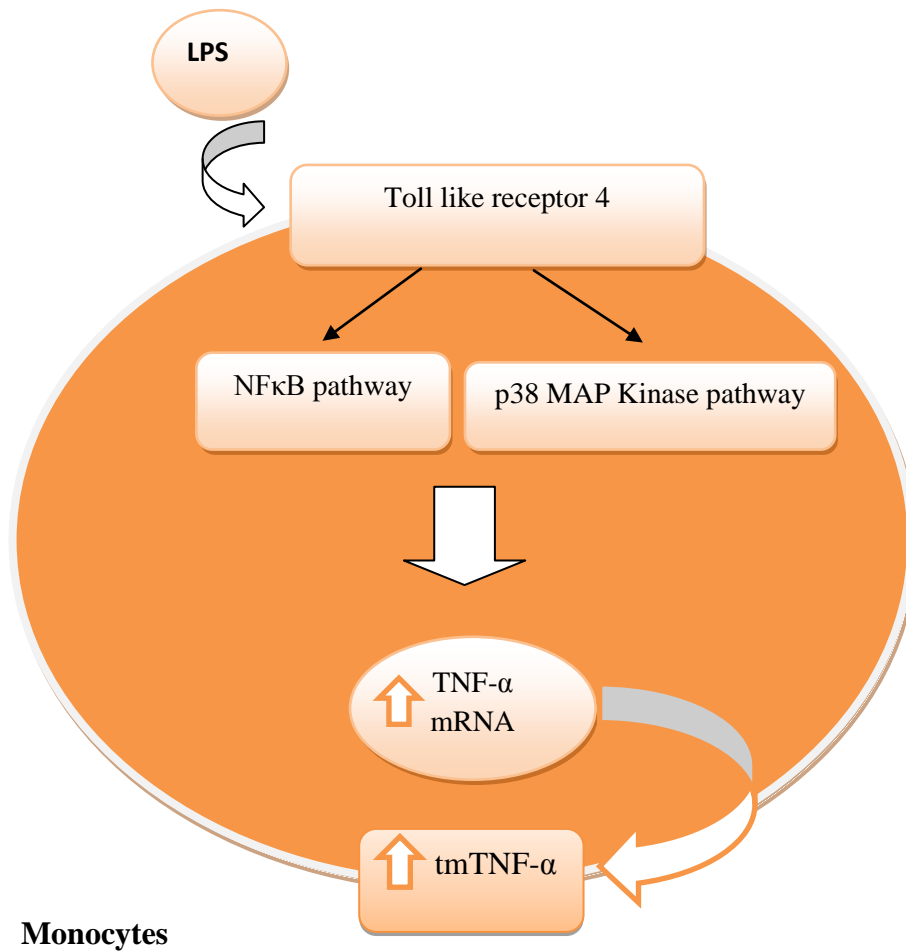 LPS
Toll like receptor 4
NFκB pathway
p38 MAP Kinase pathway
TNF-α
mRNA
tmTNF-α
Monocytes